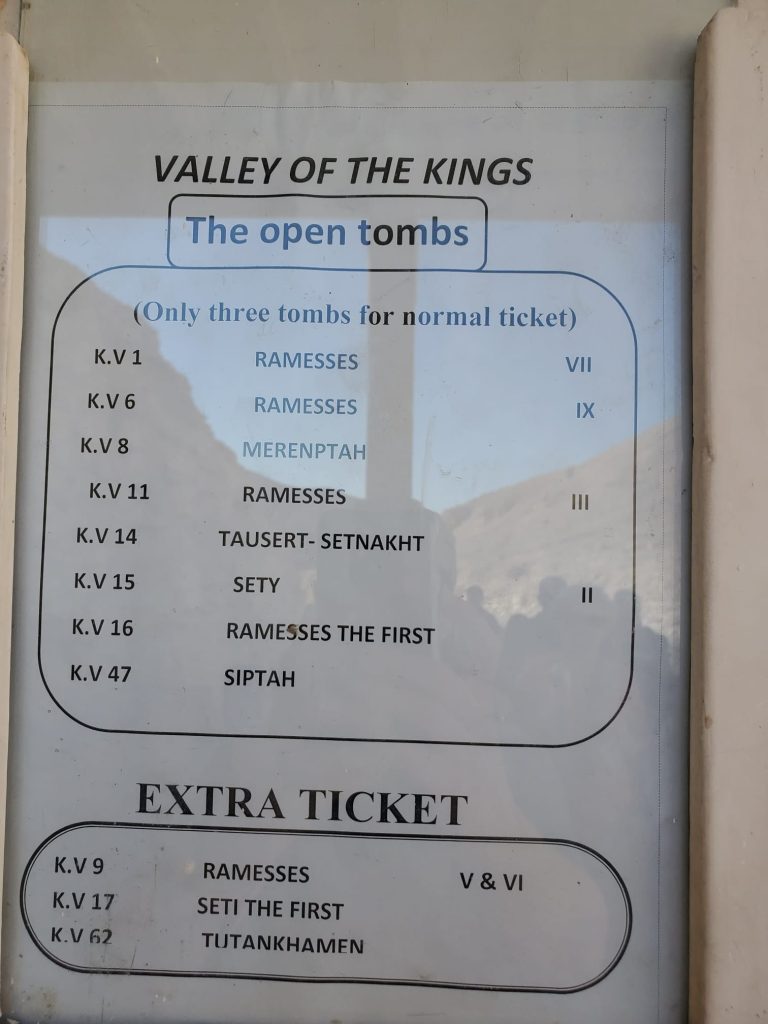 VALLEY OF THE KINGS
The open tombs
(Only three tombs for normal ticket)
K.V 1 RAMESSES VII
K.V 6 RAMESSES IX
K.V 8 MERENPTAH
K.V 11 RAMESSES III
K.V 14 TAUSERT- SETNAKHT
K.V 15 SETY II
K.V 16 RAMESSES THE FIRST
K.V 47 SIPTAH
EXTRA TICKET
K.V 9 RAMESSES V & VI
K.V 17 SETI THE FIRST
K.V 62 TUTANKHAMEN